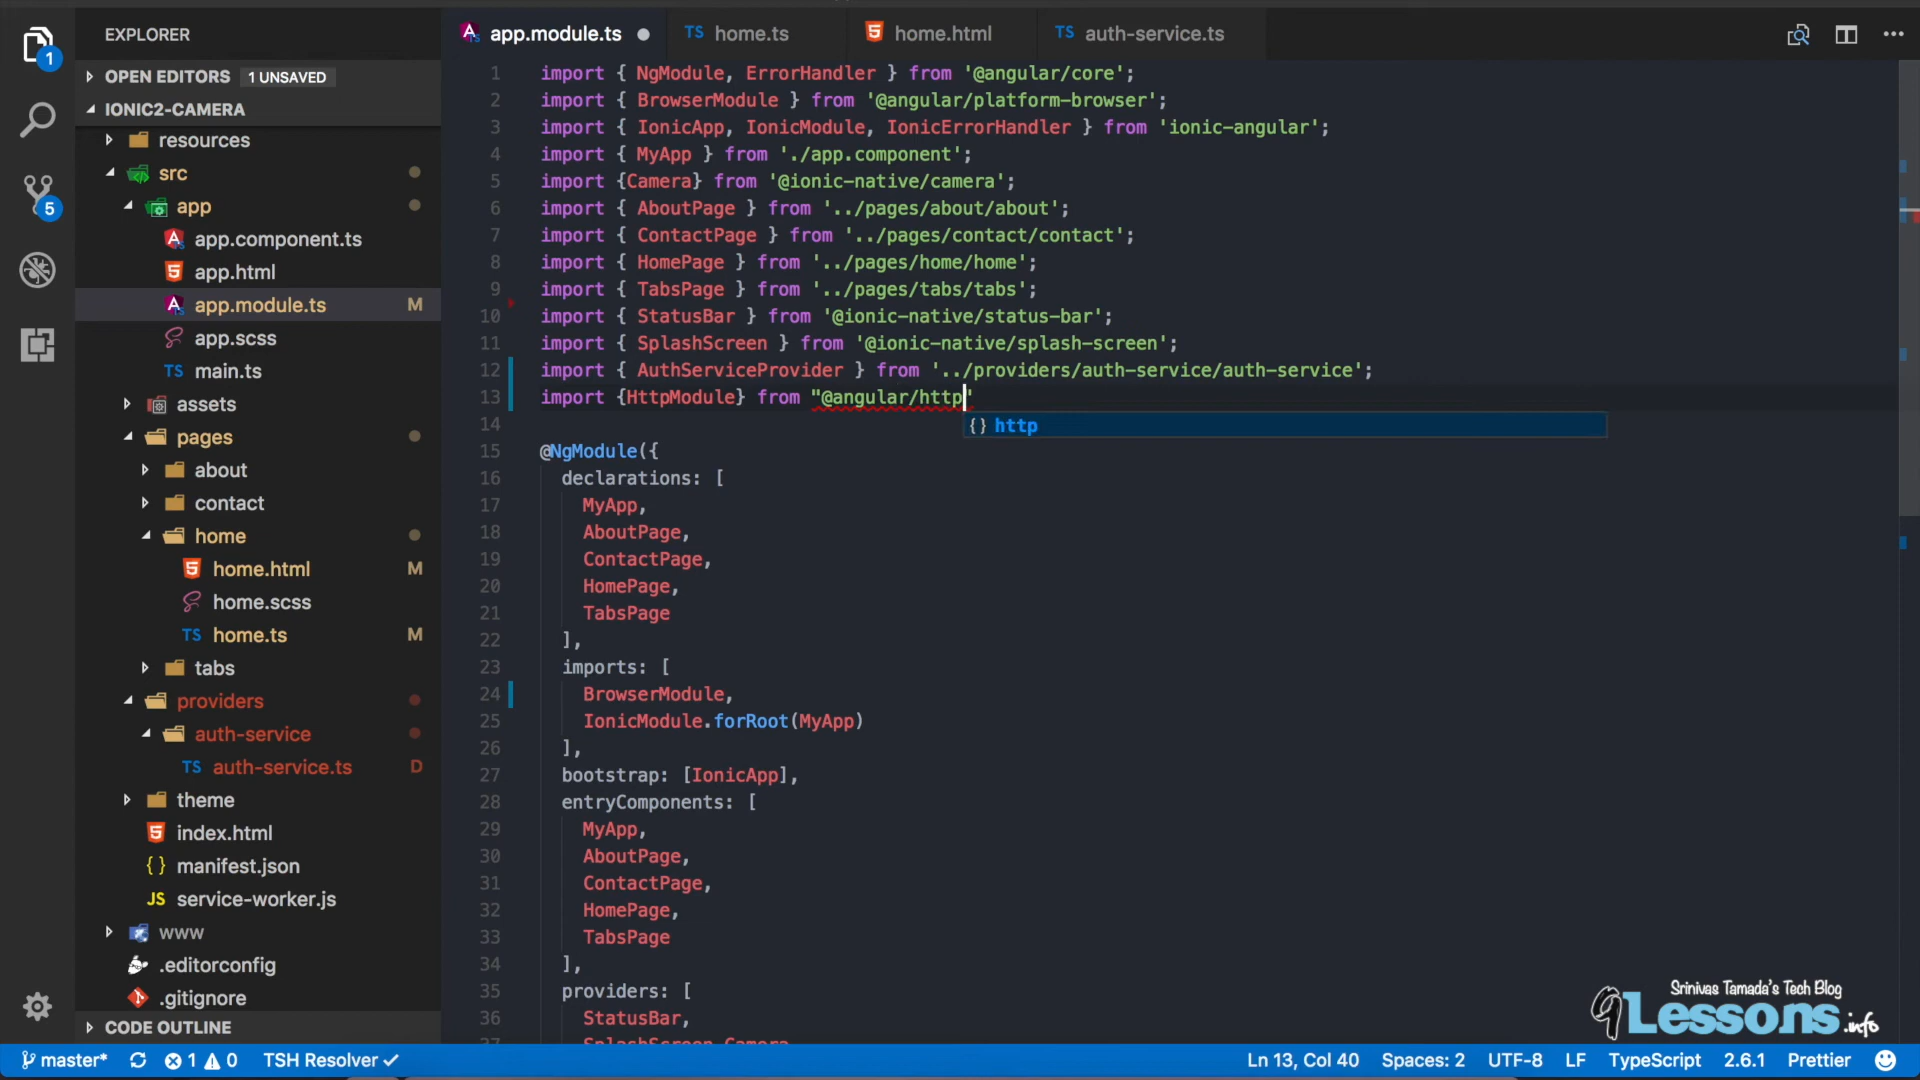 EXPLORER
OPEN EDITORS 1 UNSAVED
IONIC2-CAMERA
resources
src
app
app.component.ts
app.html
app.module.ts M
app.scss
main.ts
assets
pages
about
contact
home
home.html M
home.scss
home.ts M
tabs
providers
auth-service
TS auth-service.ts D
theme
index.html
manifest.json
JS service-worker.js
www
.editorconfig
.gitignore
CODE OUTLINE
1
5
app.module.ts TS home.ts home.html TS auth-service.ts
1 import { NgModule, ErrorHandler } from '@angular/core';
2 import { BrowserModule } from '@angular/platform-browser';
3 import { IonicApp, IonicModule, IonicErrorHandler } from 'ionic-angular';
4 import { MyApp } from './app.component';
5 import {Camera} from '@ionic-native/camera';
6 import { AboutPage } from '../pages/about/about';
7 import { ContactPage } from '../pages/contact/contact';
8 import { HomePage } from '../pages/home/home';
9 import { TabsPage } from '../pages/tabs/tabs';
10 import { StatusBar } from '@ionic-native/status-bar';
11 import { SplashScreen } from '@ionic-native/splash-screen';
12 import { AuthServiceProvider } from '../providers/auth-service/auth-service';
13 import {HttpModule} from "@angular/http'
14 {} http
15 @NgModule({
16 declarations: [
17 MyApp,
18 AboutPage,
19 ContactPage,
20 HomePage,
21 TabsPage
22 ],
23 imports: [
24 BrowserModule,
25 IonicModule.forRoot(MyApp)
26 ],
27 bootstrap: [IonicApp],
28 entryComponents: [
29 MyApp,
30 AboutPage,
31 ContactPage,
32 HomePage,
33 TabsPage
34 ],
35 providers: [
36 StatusBar,
37 SplashScreen,Camera
Srinivas Tamada's Tech Blog
9Lessons.info
master* 1 0 TSH Resolver Ln 13, Col 40 Spaces: 2 UTF-8 LF TypeScript 2.6.1 Prettier